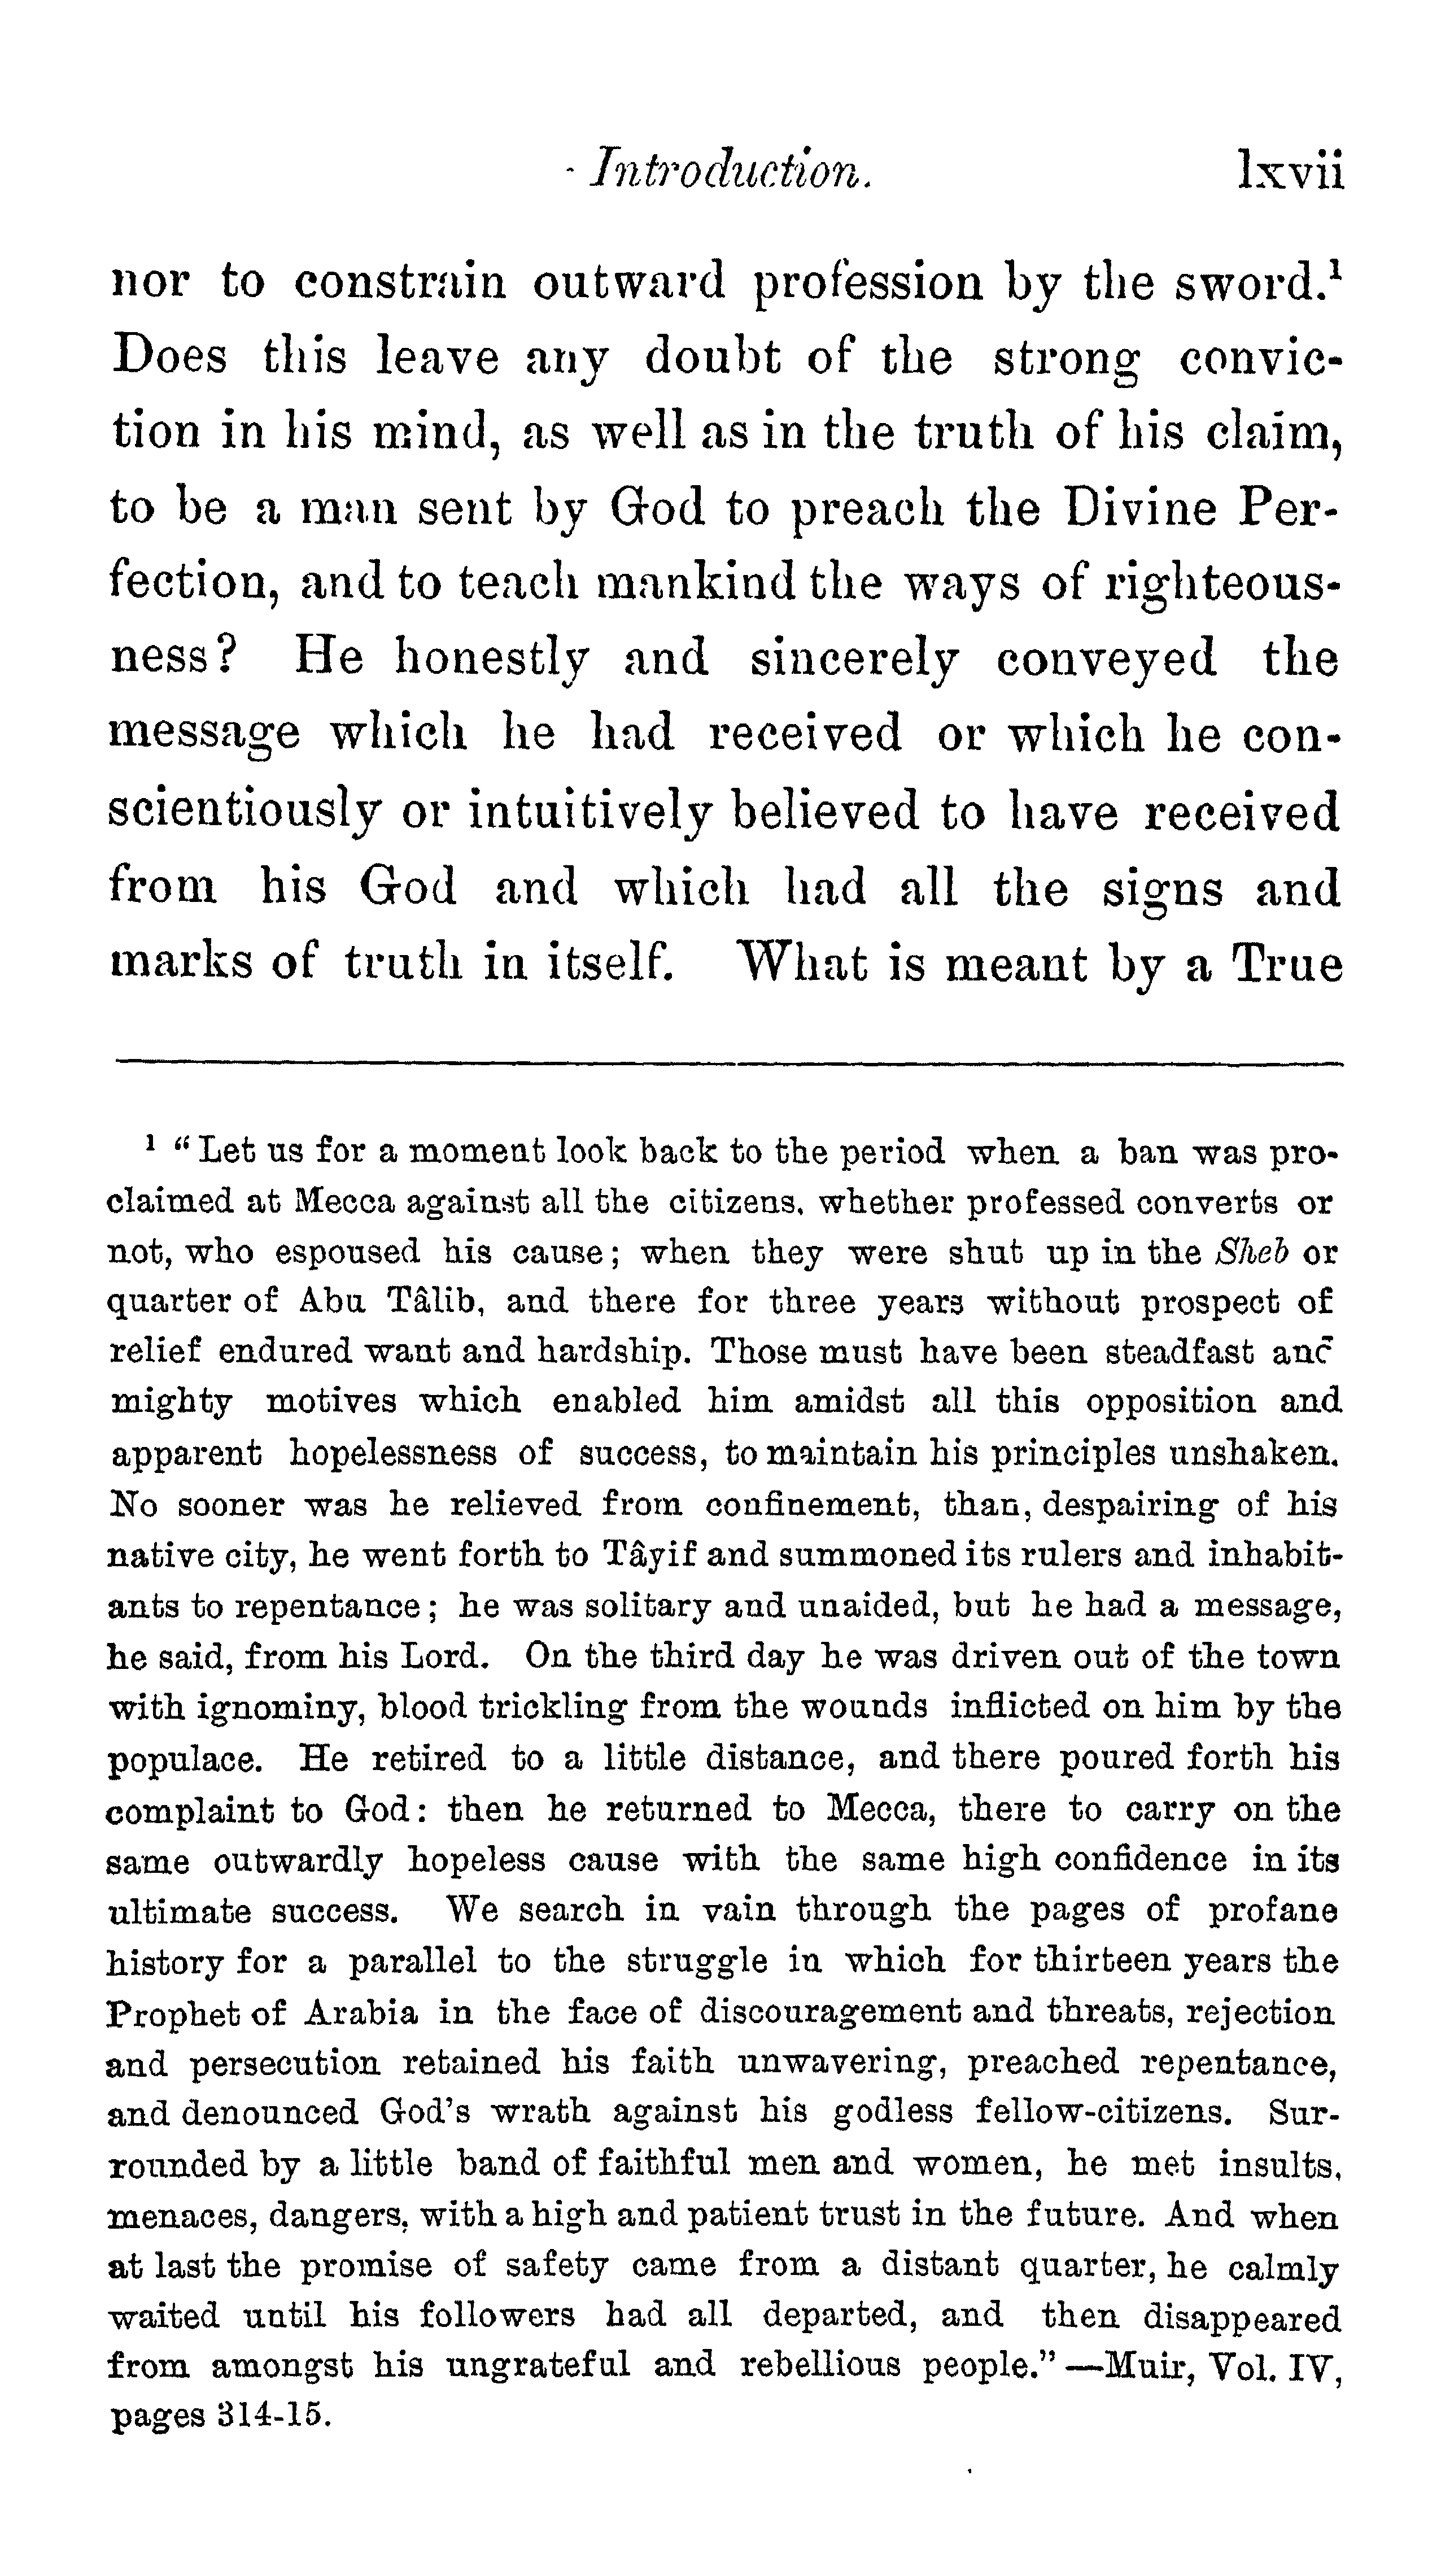 Introduction. lxvii
nor to constrain outward profession by the sword.¹
Does this leave any doubt of the strong convic-
tion in his mind, as well as in the truth of his claim,
to be a man sent by God to preach the Divine Per-
fection, and to teach mankind the ways of righteous-
ness? He honestly and sincerely conveyed the
message which he had received or which he con-
scientiously or intuitively believed to have received
from his God and which had all the signs and
marks of truth in itself. What is meant by a True
¹ “Let us for a moment look back to the period when a ban was pro-
claimed at Mecca against all the citizens, whether professed converts or
not, who espoused his cause; when they were shut up in the Sheb or
quarter of Abu Tâlib, and there for three years without prospect of
relief endured want and hardship. Those must have been steadfast and
mighty motives which enabled him amidst all this opposition and
apparent hopelessness of success, to maintain his principles unshaken.
No sooner was he relieved from confinement, than, despairing of his
native city, he went forth to Tâyif and summoned its rulers and inhabit-
ants to repentance; he was solitary and unaided, but he had a message,
he said, from his Lord. On the third day he was driven out of the town
with ignominy, blood trickling from the wounds inflicted on him by the
populace. He retired to a little distance, and there poured forth his
complaint to God: then he returned to Mecca, there to carry on the
same outwardly hopeless cause with the same high confidence in its
ultimate success. We search in vain through the pages of profane
history for a parallel to the struggle in which for thirteen years the
Prophet of Arabia in the face of discouragement and threats, rejection
and persecution retained his faith unwavering, preached repentance,
and denounced God's wrath against his godless fellow-citizens. Sur-
rounded by a little band of faithful men and women, he met insults,
menaces, dangers, with a high and patient trust in the future. And when
at last the promise of safety came from a distant quarter, he calmly
waited until his followers had all departed, and then disappeared
from amongst his ungrateful and rebellious people.” —Muir, Vol. IV,
pages 314-15.